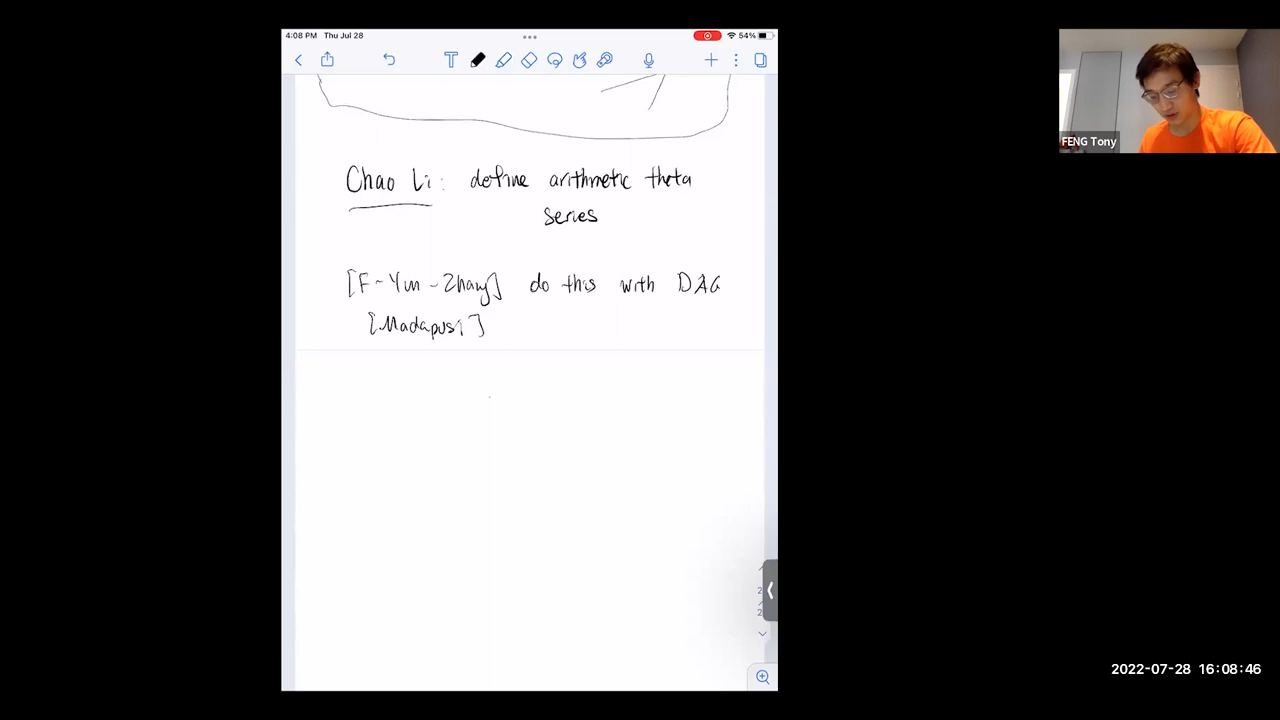 4:08 PM Thu Jul 28
54%
FENG Tony
Chao Li: define arithmetic theta
series
[F-Yun-Zhang] do this with DAG
[Madapusi]
2022-07-28 16:08:46